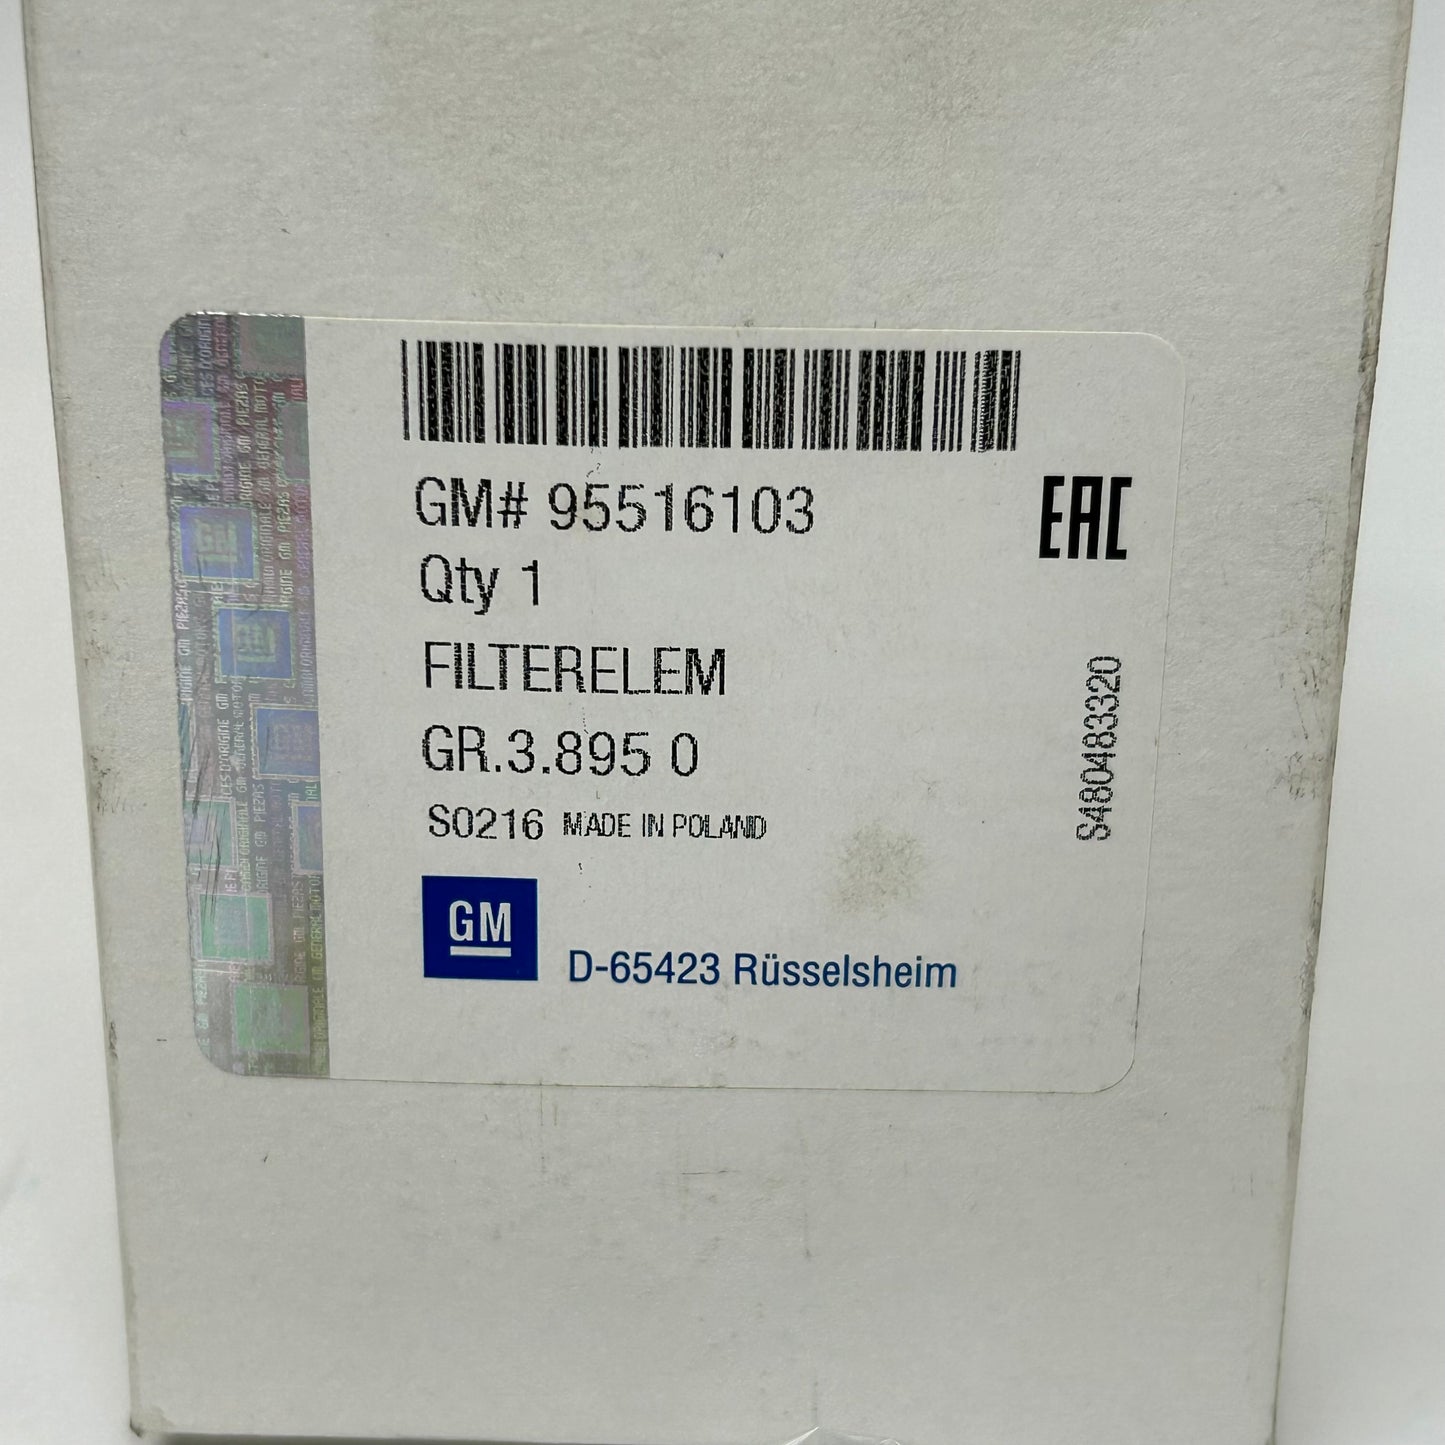 GM# 95516103
Qty 1
FILTERELEM
GR.3.895 0
S0216 MADE IN POLAND
GM
D-65423 Rüsselsheim
EAC
S480483320